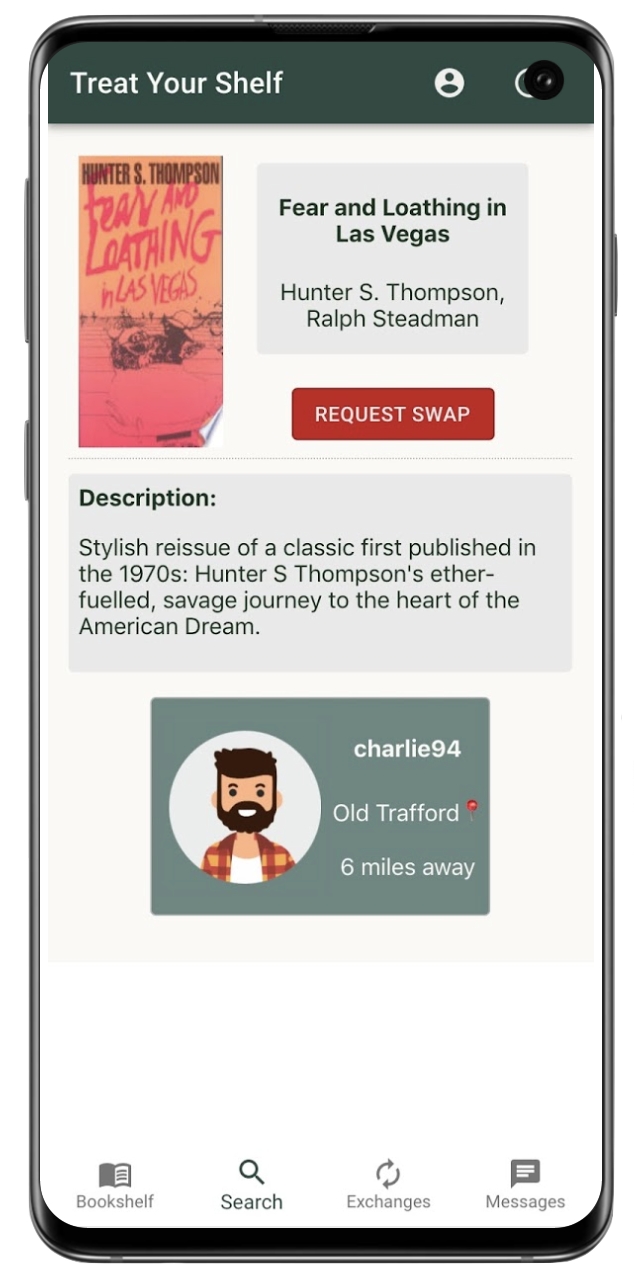 Treat Your Shelf
HUNTER S. THOMPSON
Fear AND
LOATHING
in LAS VEGAS
Fear and Loathing in
Las Vegas
Hunter S. Thompson,
Ralph Steadman
REQUEST SWAP
Description:
Stylish reissue of a classic first published in
the 1970s: Hunter S Thompson's ether-
fuelled, savage journey to the heart of the
American Dream.
charlie94
Old Trafford📍
6 miles away
Bookshelf
Search
Exchanges
Messages